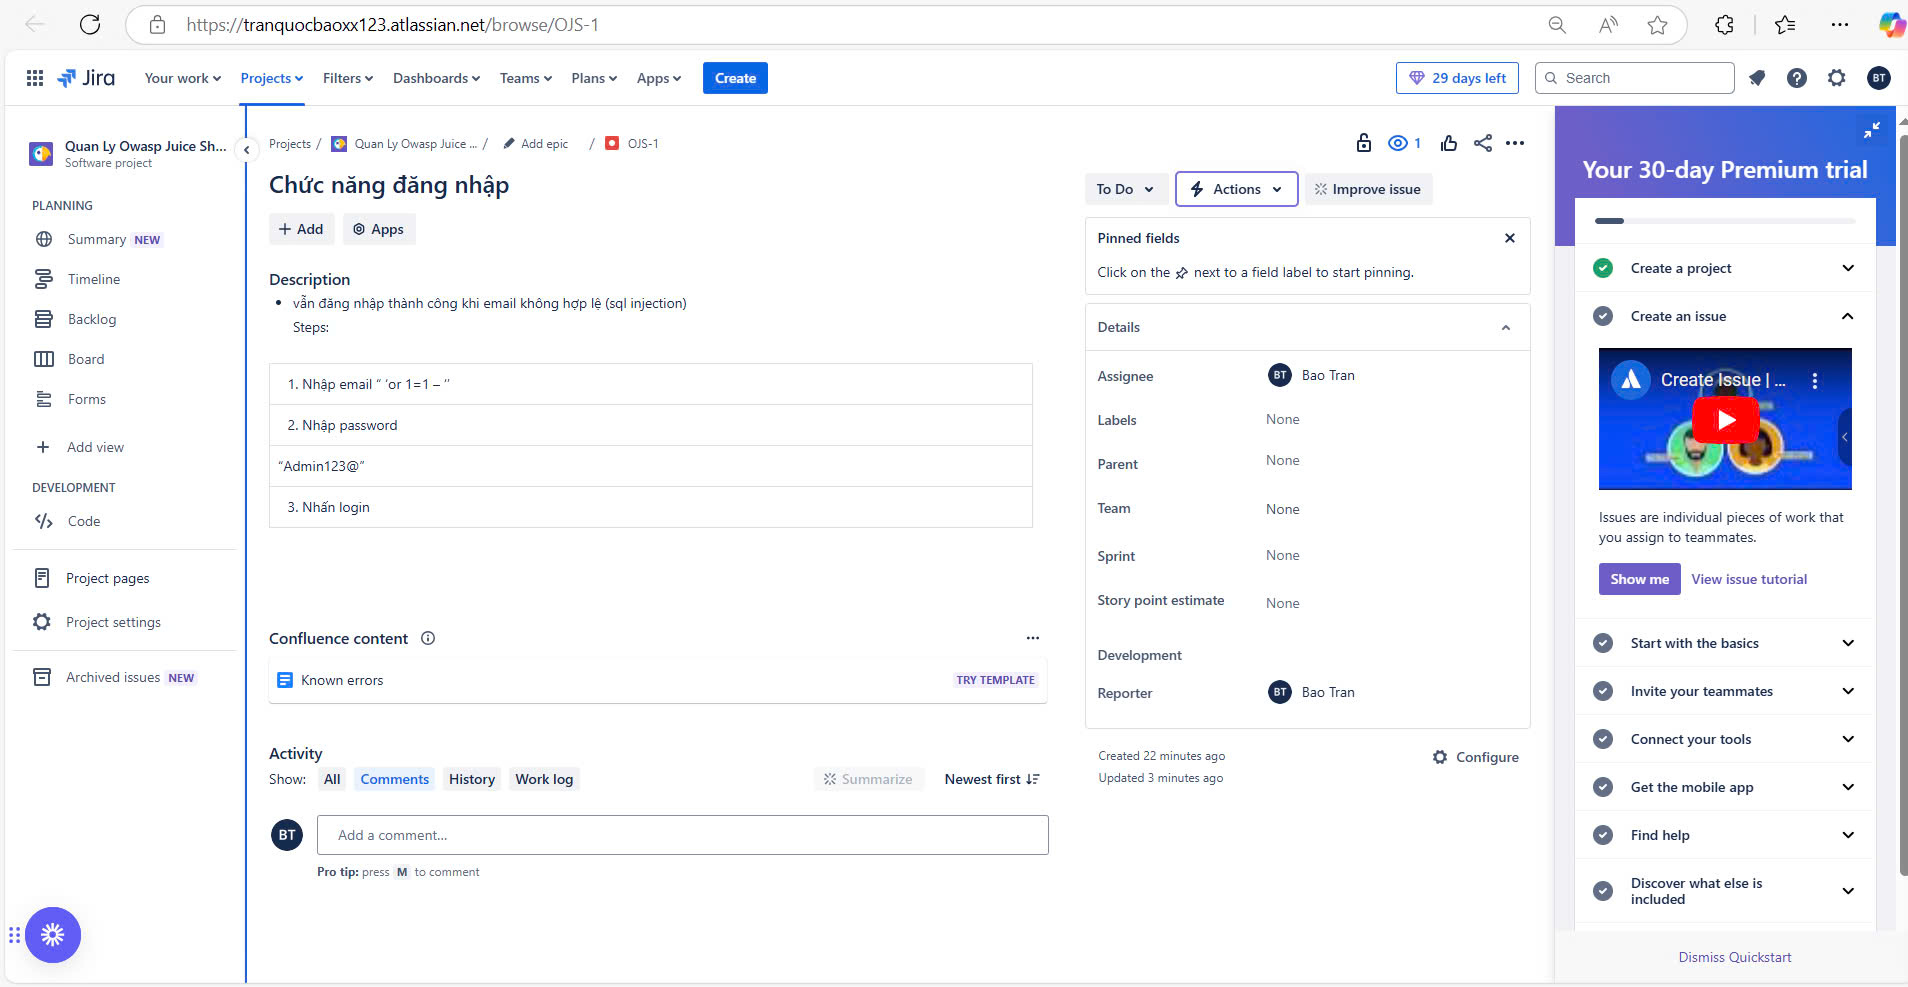 https://tranquocbaoxx123.atlassian.net/browse/OJS-1
Jira
Your work
Projects
Filters
Dashboards
Teams
Plans
Apps
Create
29 days left
Search
BT
Quan Ly Owasp Juice Sh...
Software project
PLANNING
Summary NEW
Timeline
Backlog
Board
Forms
Add view
DEVELOPMENT
Code
Project pages
Project settings
Archived issues NEW
Projects / Quan Ly Owasp Juice ... / Add epic / OJS-1
1
Chức năng đăng nhập
Add
Apps
Description
vẫn đăng nhập thành công khi email không hợp lệ (sql injection)
Steps:
1. Nhập email “ ‘or 1=1 – ‘’
2. Nhập password
“Admin123@”
3. Nhấn login
Confluence content
Known errors
TRY TEMPLATE
Activity
Show: All Comments History Work log
Summarize
Newest first
BT
Add a comment...
Pro tip: press M to comment
To Do
Actions
Improve issue
Pinned fields
Click on the next to a field label to start pinning.
Details
Assignee
BT Bao Tran
Labels
None
Parent
None
Team
None
Sprint
None
Story point estimate
None
Development
Reporter
BT Bao Tran
Created 22 minutes ago
Updated 3 minutes ago
Configure
Your 30-day Premium trial
Create a project
Create an issue
Create Issue | ...
Issues are individual pieces of work that
you assign to teammates.
Show me
View issue tutorial
Start with the basics
Invite your teammates
Connect your tools
Get the mobile app
Find help
Discover what else is
included
Dismiss Quickstart